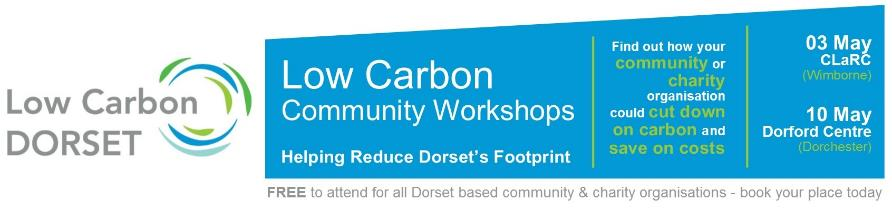 Low Carbon
DORSET
Low Carbon
Community Workshops
Helping Reduce Dorset's Footprint
Find out how your
community or
charity
organisation
could cut down
on carbon and
save on costs
03 May
CLaRC
(Wimborne)
10 May
Dorford Centre
(Dorchester)
FREE to attend for all Dorset based community & charity organisations - book your place today